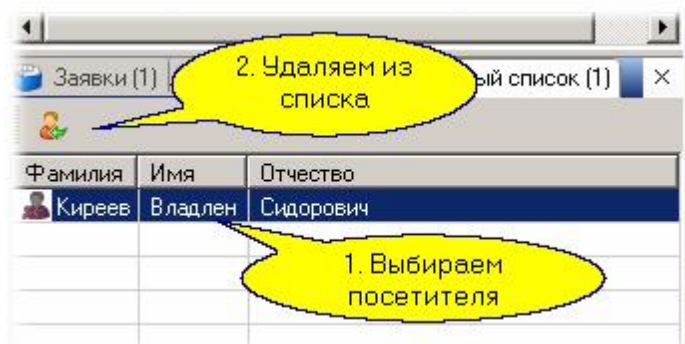 2. Удаляем из
списка
Заявки (1)
ый список (1)
Фамилия Имя Отчество
Киреев Владлен Сидорович
1. Выбираем
посетителя